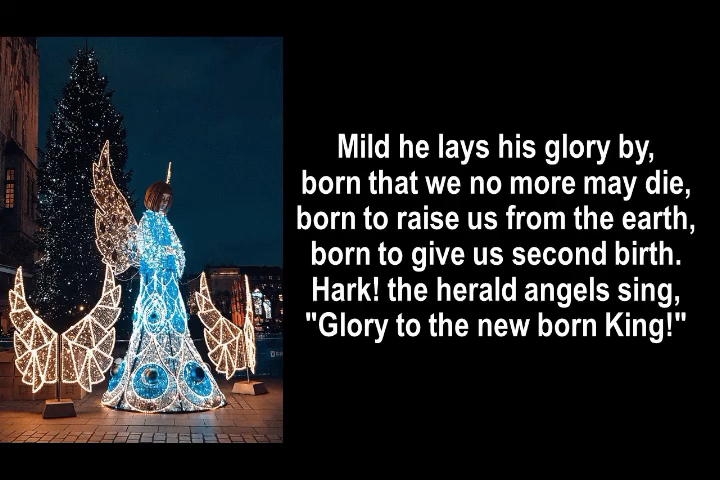 Mild he lays his glory by,
born that we no more may die,
born to raise us from the earth,
born to give us second birth.
Hark! the herald angels sing,
"Glory to the new born King!"